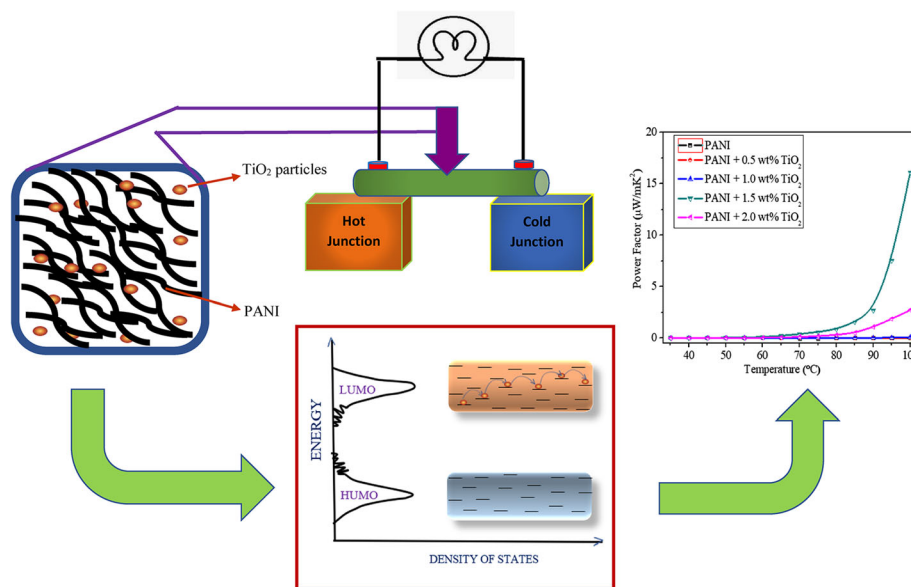 TiO₂ particles
PANI
Hot
Junction
Cold
Junction
ENERGY
LUMO
HUMO
DENSITY OF STATES
Power Factor (μW/mK²)
20
15
10
5
0
PANI
PANI + 0.5 wt% TiO₂
PANI + 1.0 wt% TiO₂
PANI + 1.5 wt% TiO₂
PANI + 2.0 wt% TiO₂
40 50 60 70 80 90 100
Temperature (ºC)